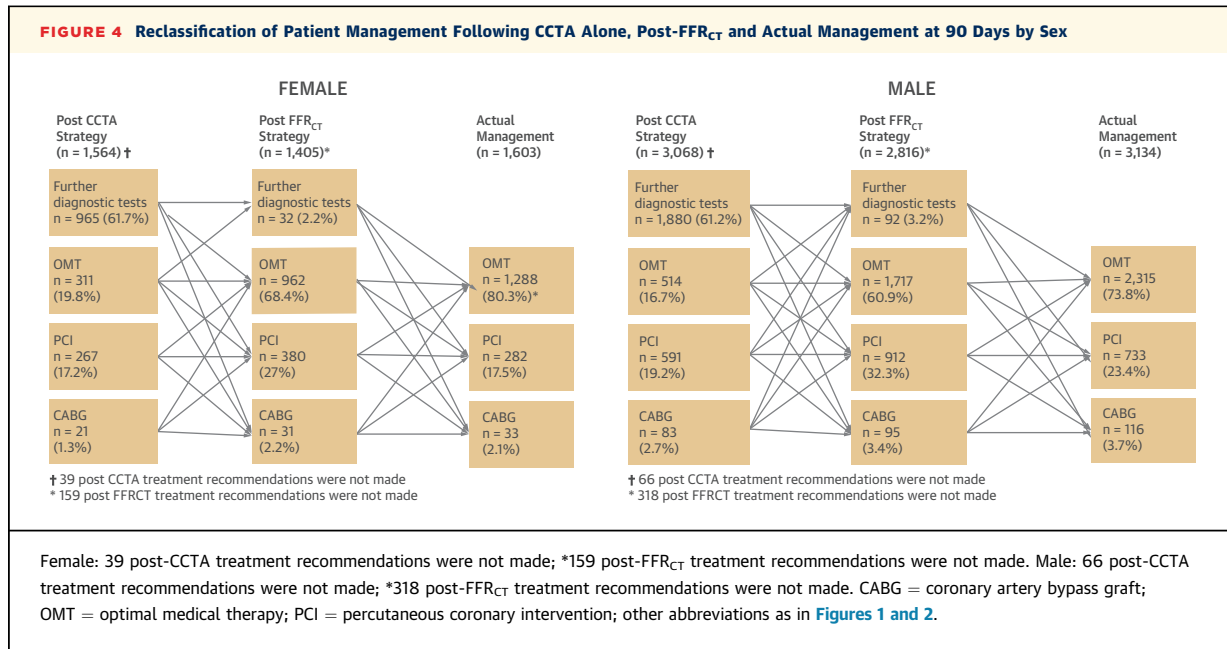 FIGURE 4 Reclassification of Patient Management Following CCTA Alone, Post-FFRCT and Actual Management at 90 Days by Sex
FEMALE
Post CCTA
Strategy
(n = 1,564) †
Post FFRCT
Strategy
(n = 1,405)*
Actual
Management
(n = 1,603)
Further
diagnostic tests
n = 965 (61.7%)
OMT
n = 311
(19.8%)
PCI
n = 267
(17.2%)
CABG
n = 21
(1.3%)
Further
diagnostic tests
n = 32 (2.2%)
OMT
n = 962
(68.4%)
PCI
n = 380
(27%)
CABG
n = 31
(2.2%)
OMT
n = 1,288
(80.3%)*
PCI
n = 282
(17.5%)
CABG
n = 33
(2.1%)
† 39 post CCTA treatment recommendations were not made
* 159 post FFRCT treatment recommendations were not made
MALE
Post CCTA
Strategy
(n = 3,068) †
Post FFRCT
Strategy
(n = 2,816)*
Actual
Management
(n = 3,134)
Further
diagnostic tests
n = 1,880 (61.2%)
OMT
n = 514
(16.7%)
PCI
n = 591
(19.2%)
CABG
n = 83
(2.7%)
Further
diagnostic tests
n = 92 (3.2%)
OMT
n = 1,717
(60.9%)
PCI
n = 912
(32.3%)
CABG
n = 95
(3.4%)
OMT
n = 2,315
(73.8%)
PCI
n = 733
(23.4%)
CABG
n = 116
(3.7%)
† 66 post CCTA treatment recommendations were not made
* 318 post FFRCT treatment recommendations were not made
Female: 39 post-CCTA treatment recommendations were not made; *159 post-FFRCT treatment recommendations were not made. Male: 66 post-CCTA
treatment recommendations were not made; *318 post-FFRCT treatment recommendations were not made. CABG = coronary artery bypass graft;
OMT = optimal medical therapy; PCI = percutaneous coronary intervention; other abbreviations as in Figures 1 and 2.